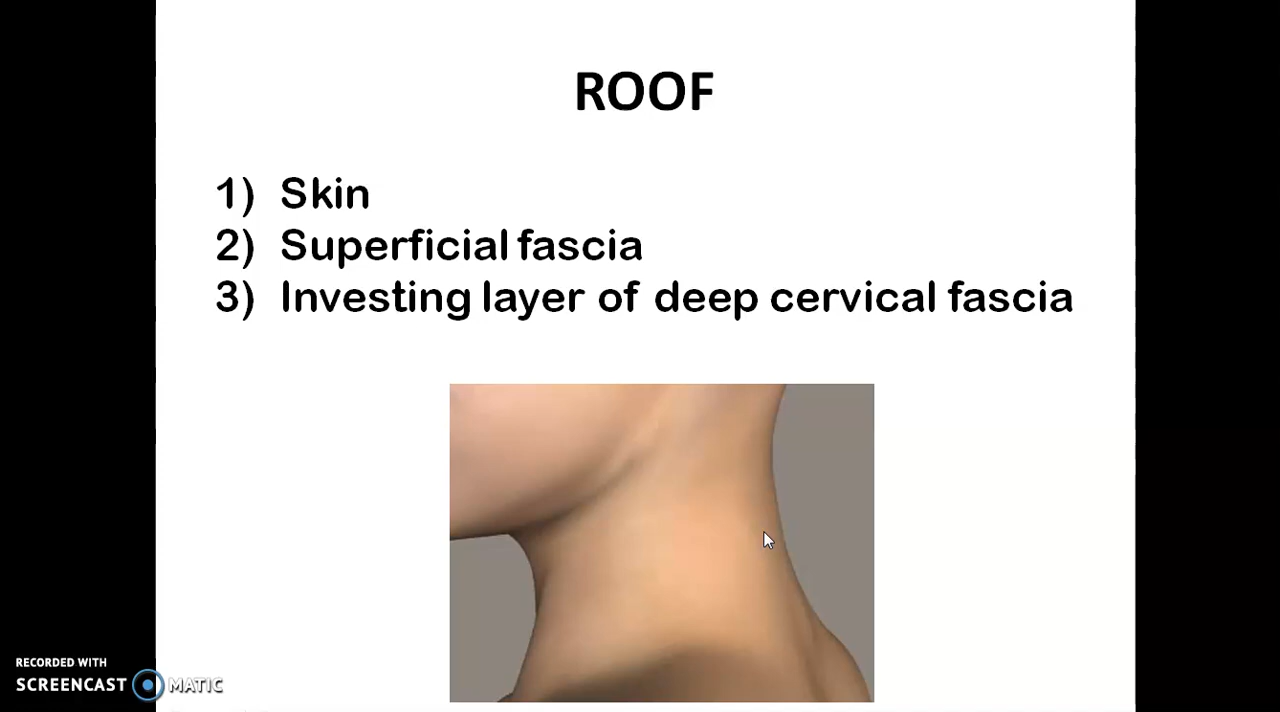 ROOF
1) Skin
2) Superficial fascia
3) Investing layer of deep cervical fascia
RECORDED WITH
SCREENCAST MATIC